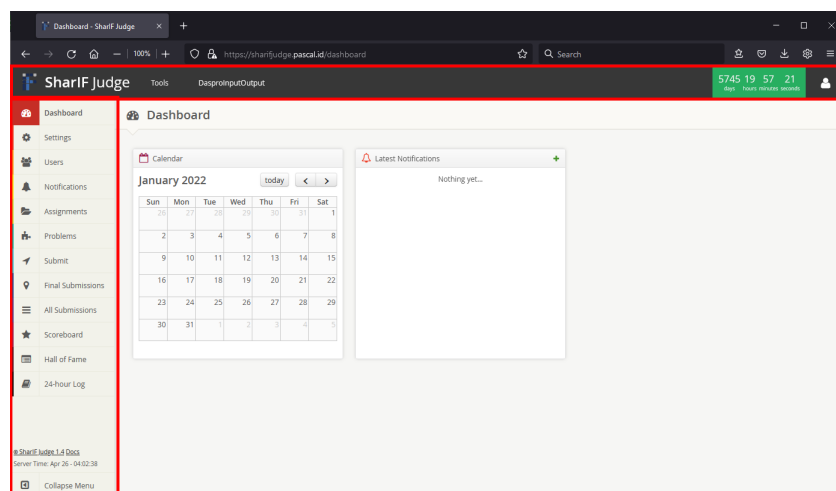 Dashboard - SharIF Judge
100%
https://sharifjudge.pascal.id/dashboard
Search
SharIF Judge
Tools
DasproInputOutput
5745 19 57 21
days hours minutes seconds
Dashboard
Settings
Users
Notifications
Assignments
Problems
Submit
Final Submissions
All Submissions
Scoreboard
Hall of Fame
24-hour Log
© SharIF Judge 1.4 Docs
Server Time: Apr 26 - 04:02:38
Collapse Menu
Dashboard
Calendar
January 2022
today
Sun Mon Tue Wed Thu Fri Sat
26 27 28 29 30 31 1
2 3 4 5 6 7 8
9 10 11 12 13 14 15
16 17 18 19 20 21 22
23 24 25 26 27 28 29
30 31 1 2 3 4 5
Latest Notifications
Nothing yet...